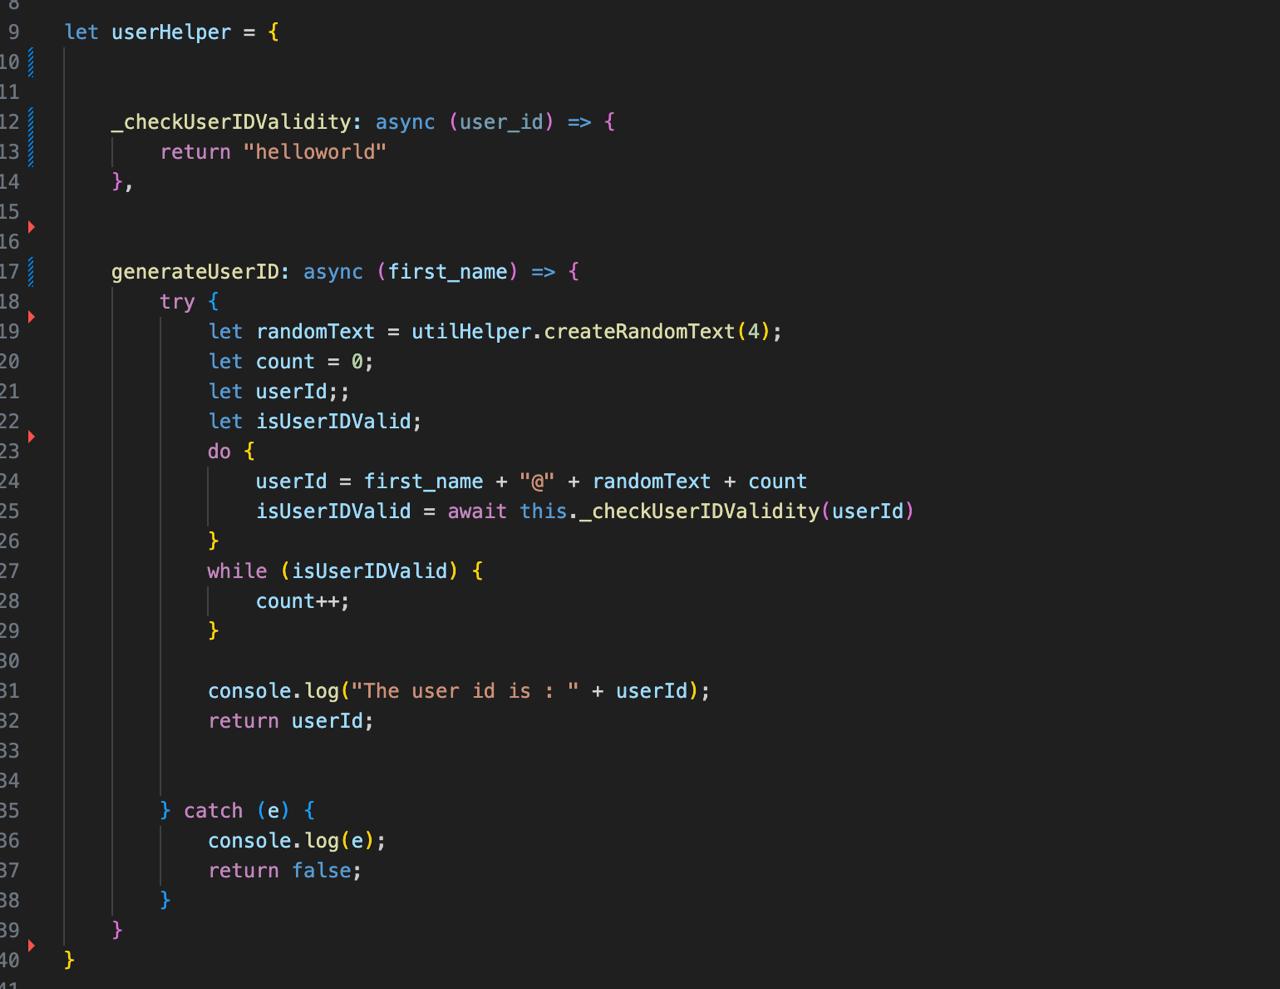 8
9 let userHelper = {
10
11
12 _checkUserIDValidity: async (user_id) => {
13 return "helloworld"
14 },
15
16
17 generateUserID: async (first_name) => {
18 try {
19 let randomText = utilHelper.createRandomText(4);
20 let count = 0;
21 let userId;;
22 let isUserIDValid;
23 do {
24 userId = first_name + "@" + randomText + count
25 isUserIDValid = await this._checkUserIDValidity(userId)
26 }
27 while (isUserIDValid) {
28 count++;
29 }
30
31 console.log("The user id is : " + userId);
32 return userId;
33
34
35 } catch (e) {
36 console.log(e);
37 return false;
38 }
39 }
40 }
41